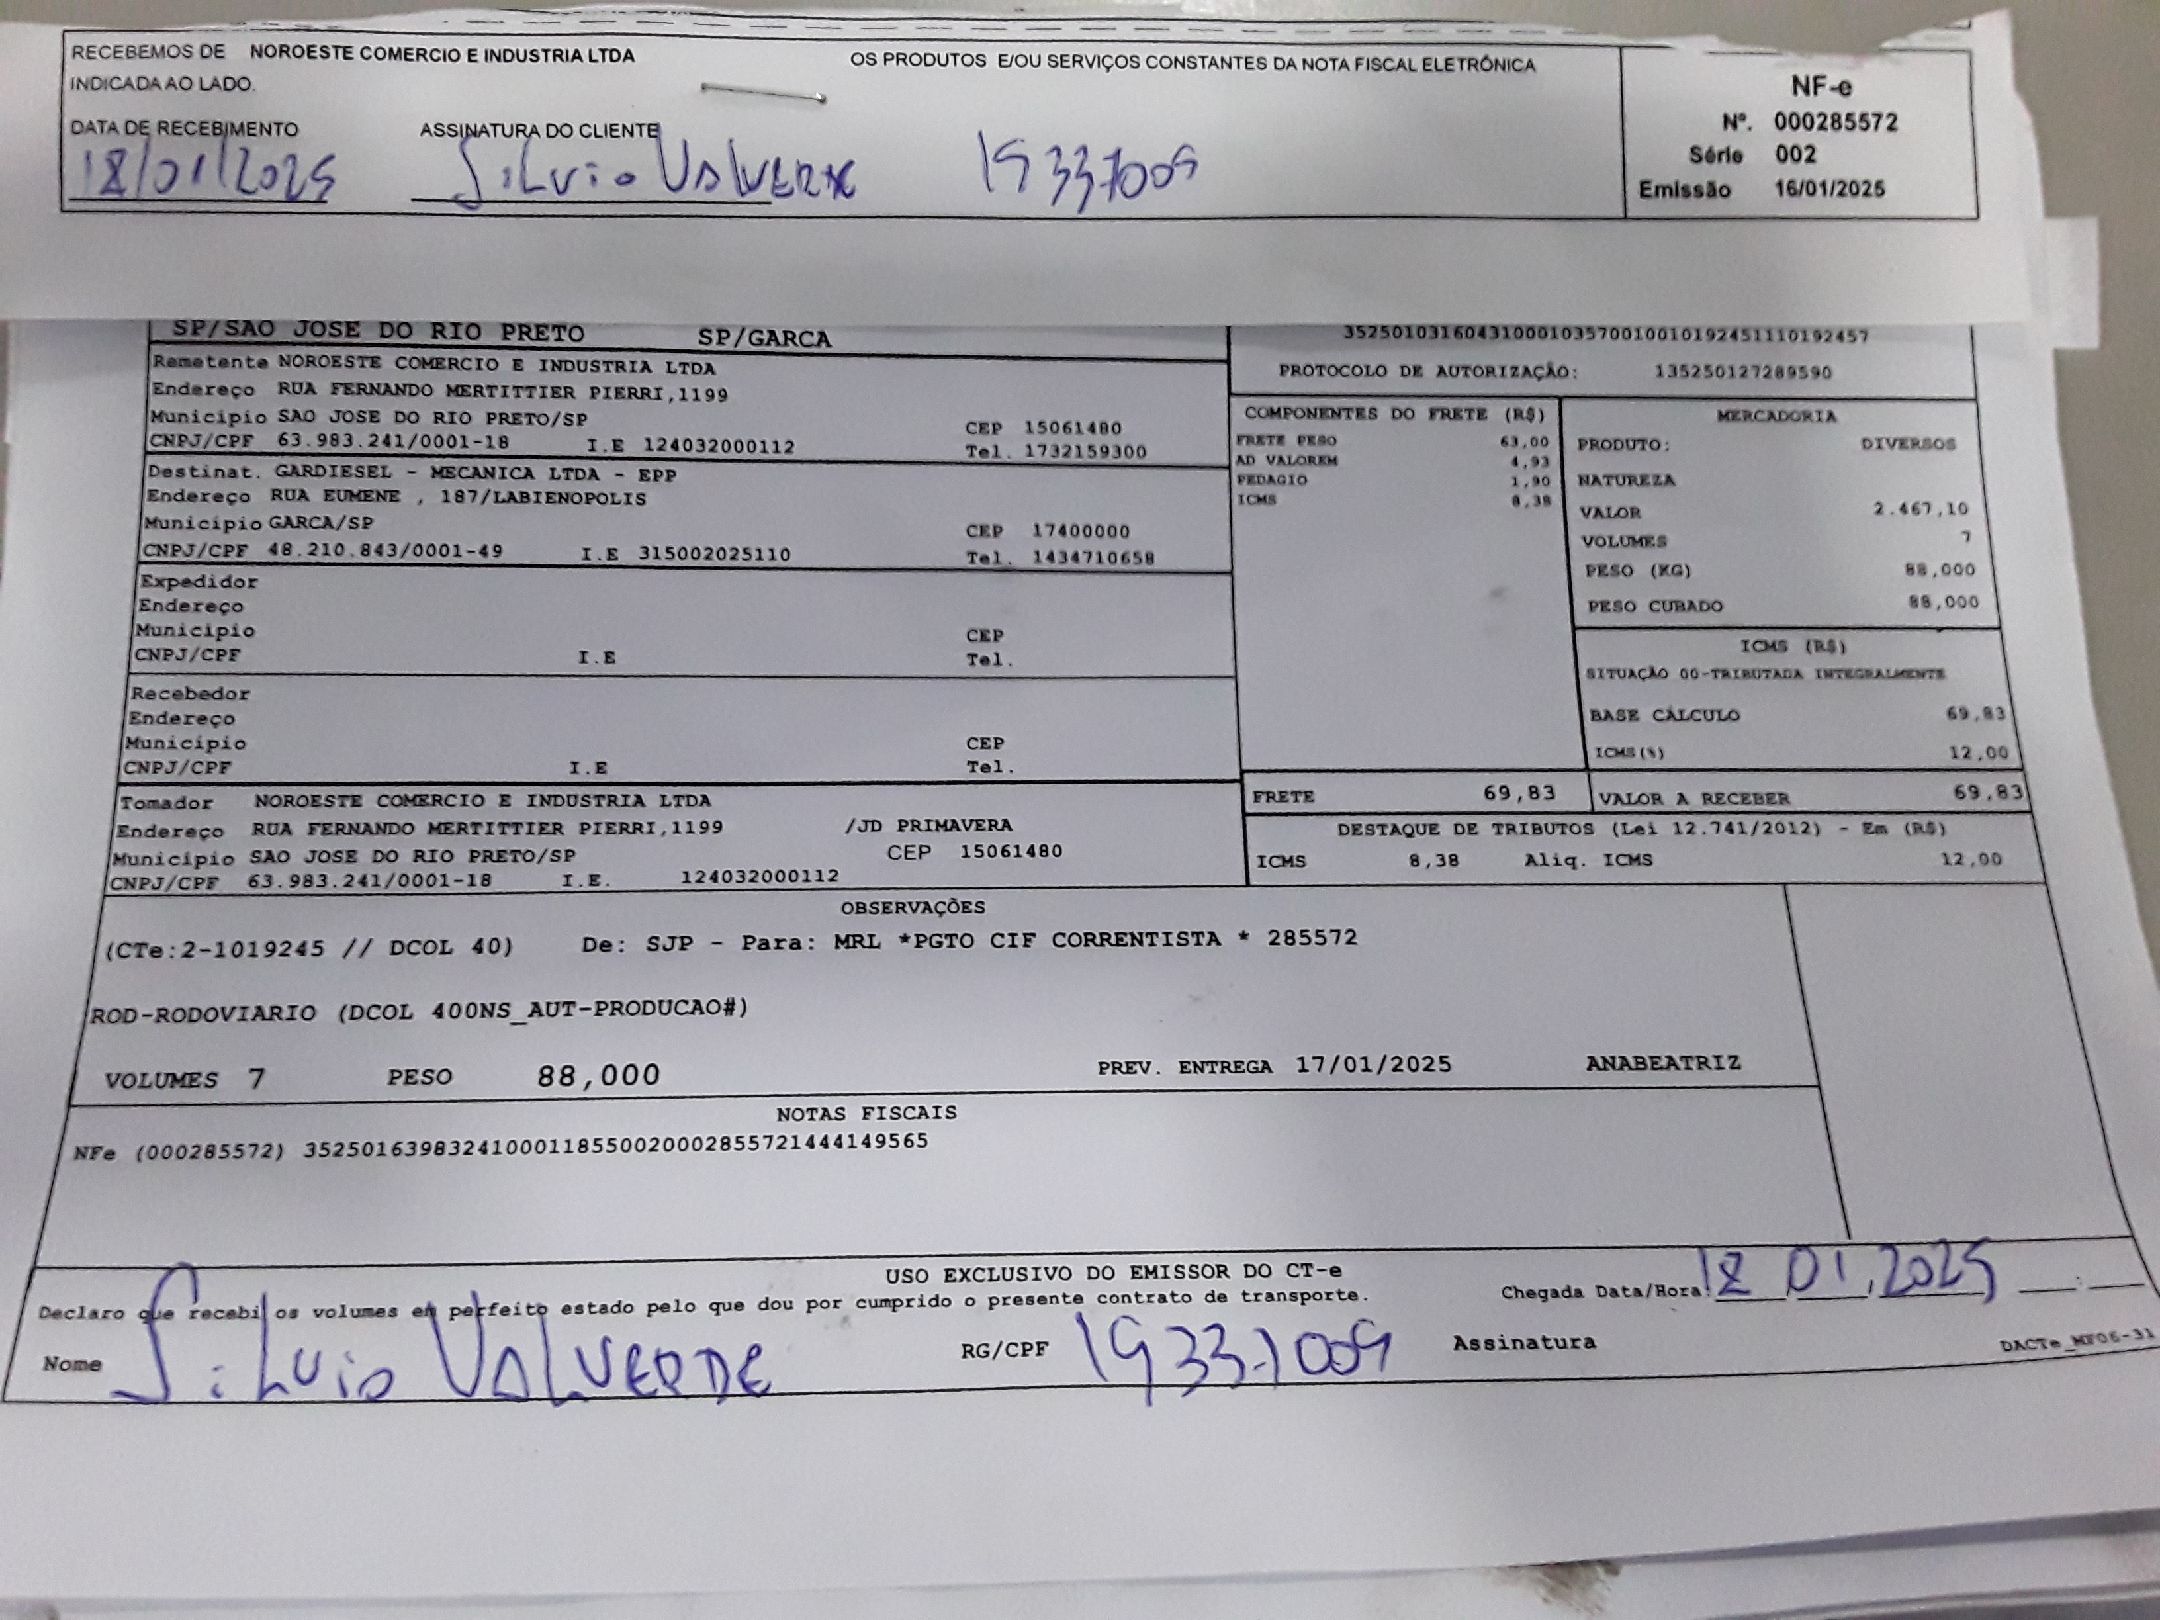 RECEBEMOS DE NOROESTE COMERCIO E INDUSTRIA LTDA OS PRODUTOS E/OU SERVIÇOS CONSTANTES DA NOTA FISCAL ELETRÔNICA
INDICADA AO LADO.
DATA DE RECEBIMENTO ASSINATURA DO CLIENTE
18/01/2025 Silvio VALVERDE 19337009
NF-e
Nº. 000285572
Série 002
Emissão 16/01/2025
SP/SAO JOSE DO RIO PRETO SP/GARCA
Remetente NOROESTE COMERCIO E INDUSTRIA LTDA
Endereço RUA FERNANDO MERTITTIER PIERRI,1199
Município SAO JOSE DO RIO PRETO/SP CEP 15061480
CNPJ/CPF 63.983.241/0001-18 I.E 124032000112 Tel. 1732159300
Destinat. GARDIESEL - MECANICA LTDA - EPP
Endereço RUA EUMENE , 187/LABIENOPOLIS
Município GARCA/SP CEP 17400000
CNPJ/CPF 48.210.843/0001-49 I.E 315002025110 Tel. 1434710658
Expedidor
Endereço
Município CEP
CNPJ/CPF I.E Tel.
Recebedor
Endereço
Município CEP
CNPJ/CPF I.E Tel.
Tomador NOROESTE COMERCIO E INDUSTRIA LTDA
Endereço RUA FERNANDO MERTITTIER PIERRI,1199 /JD PRIMAVERA
Município SAO JOSE DO RIO PRETO/SP CEP 15061480
CNPJ/CPF 63.983.241/0001-18 I.E. 124032000112
35250103160431000103570010010192451110192457
PROTOCOLO DE AUTORIZAÇÃO: 135250127289590
COMPONENTES DO FRETE (R$)
FRETE PESO 63,00
AD VALOREM 4,93
PEDAGIO 1,90
ICMS 8,38
MERCADORIA
PRODUTO: DIVERSOS
NATUREZA
VALOR 2.467,10
VOLUMES 7
PESO (KG) 88,000
PESO CUBADO 88,000
ICMS (R$)
SITUAÇÃO 00-TRIBUTADA INTEGRALMENTE
BASE CÁLCULO 69,83
ICMS(%) 12,00
FRETE 69,83 VALOR A RECEBER 69,83
DESTAQUE DE TRIBUTOS (Lei 12.741/2012) - Em (R$)
ICMS 8,38 Aliq. ICMS 12,00
OBSERVAÇÕES
(CTe:2-1019245 // DCOL 40) De: SJP - Para: MRL *PGTO CIF CORRENTISTA * 285572
ROD-RODOVIARIO (DCOL 400NS_AUT-PRODUCAO#)
VOLUMES 7 PESO 88,000 PREV. ENTREGA 17/01/2025 ANABEATRIZ
NOTAS FISCAIS
NFe (000285572) 35250163983241000118550020002855721444149565
USO EXCLUSIVO DO EMISSOR DO CT-e
Declaro que recebi os volumes em perfeito estado pelo que dou por cumprido o presente contrato de transporte. Chegada Data/Hora: 18 01,2025 :
Nome SiLvio VALVERDE RG/CPF 19337009 Assinatura DACTe_MF06-31